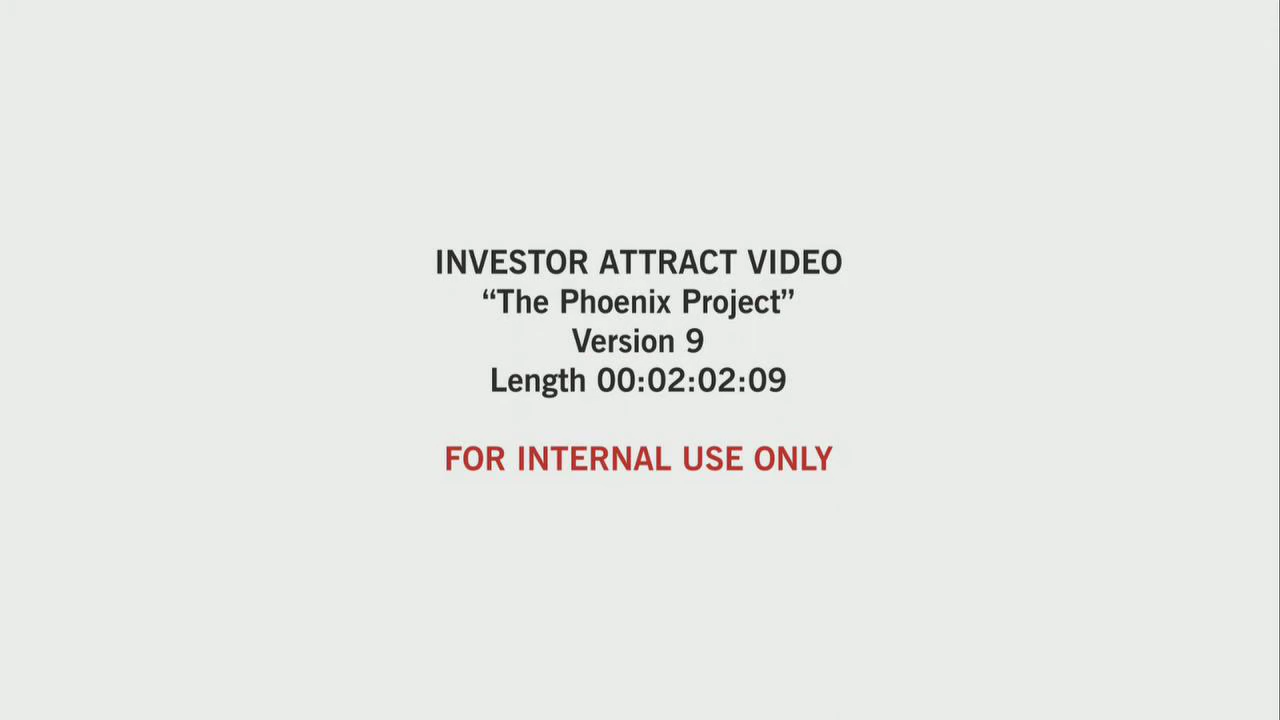 INVESTOR ATTRACT VIDEO
“The Phoenix Project”
Version 9
Length 00:02:02:09
FOR INTERNAL USE ONLY